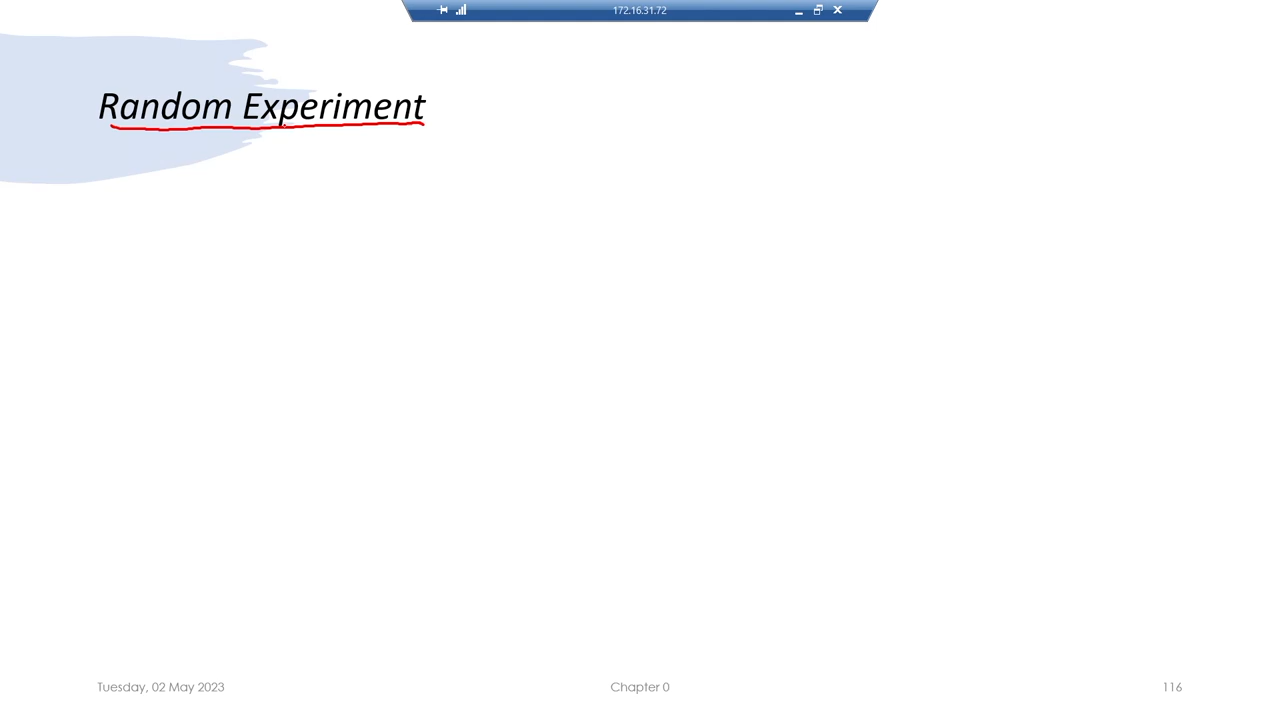 172.16.31.72
Random Experiment
Tuesday, 02 May 2023
Chapter 0
116